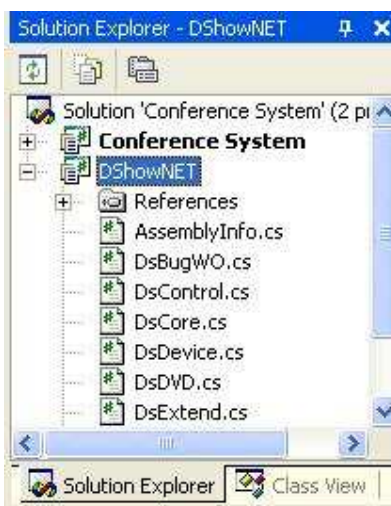 Solution Explorer - DShowNET
Solution 'Conference System' (2 pr
Conference System
DShowNET
References
AssemblyInfo.cs
DsBugWO.cs
DsControl.cs
DsCore.cs
DsDevice.cs
DsDVD.cs
DsExtend.cs
Solution Explorer Class View